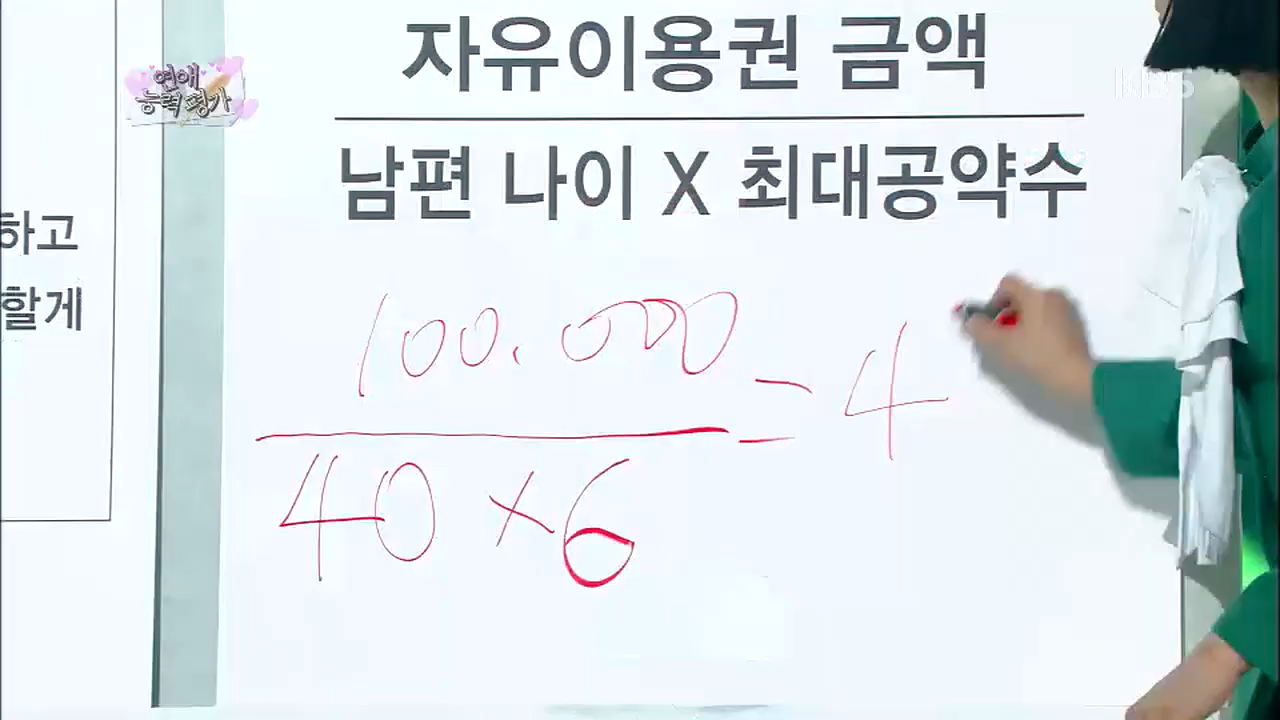 자유이용권 금액
남편 나이 X 최대공약수
연애
능력평가
KBS
하고
할게
100.000
40 × 6
= 4